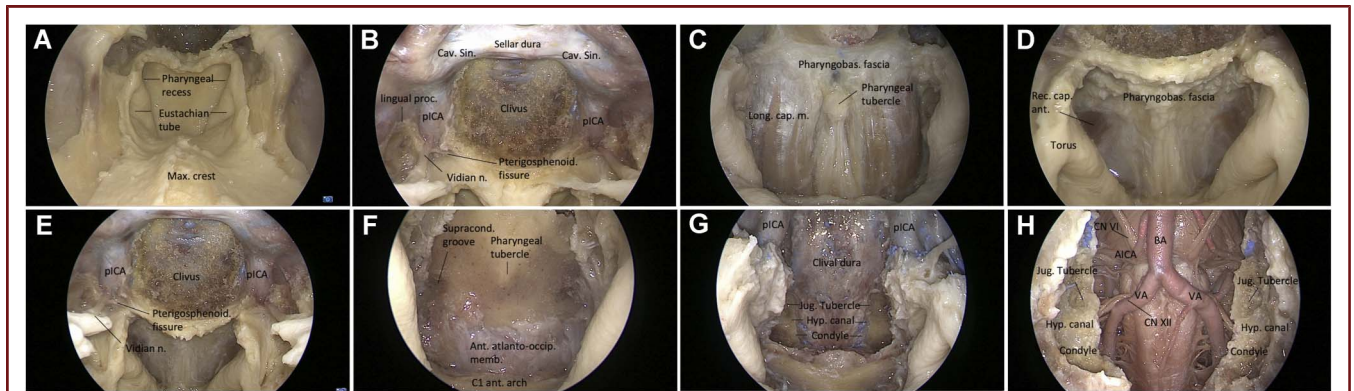 A
Pharyngeal
recess
Eustachian
tube
Max. crest
B
Sellar dura
Cav. Sin.
Cav. Sin.
lingual proc.
Clivus
pICA
pICA
Pterigosphenoid.
fissure
Vidian n.
C
Pharyngobas. fascia
Pharyngeal
tubercle
Long. cap. m.
D
Rec. cap.
ant.
Pharyngobas. fascia
Torus
E
pICA
Clivus
pICA
Pterigosphenoid.
fissure
Vidian n.
F
Supracond.
groove
Pharyngeal
tubercle
Ant. atlanto-occip.
memb.
C1 ant. arch
G
pICA
pICA
Clival dura
Jug. Tubercle
Hyp. canal
Condyle
H
CN VI
BA
AICA
Jug. Tubercle
Jug. Tubercle
VA
VA
CN XII
Hyp. canal
Hyp. canal
Condyle
Condyle